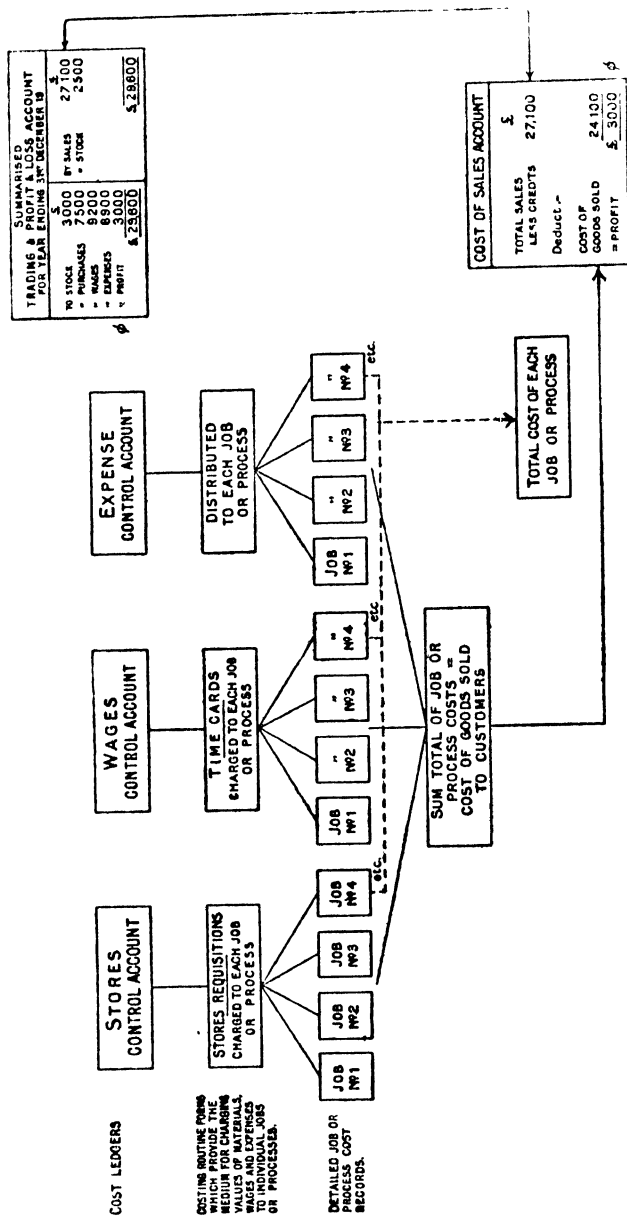 SUMMARISED
TRADING & PROFIT & LOSS ACCOUNT
FOR YEAR ENDING 31ST DECEMBER 19
£ £
TO STOCK 3000 BY SALES 27100
" PURCHASES 7500 " STOCK 2500
" WAGES 9200
" EXPENSES 6900
" PROFIT 3000
£ 29,600 £ 29,600
ø
COST LEDGERS
STORES
CONTROL ACCOUNT
WAGES
CONTROL ACCOUNT
EXPENSE
CONTROL ACCOUNT
COSTING ROUTINE FORMS
WHICH PROVIDE THE
MEDIUM FOR CHARGING
VALUES OF MATERIALS,
WAGES AND EXPENSES
TO INDIVIDUAL JOBS
OR PROCESSES.
STORES REQUISITIONS
CHARGED TO EACH JOB
OR PROCESS
TIME CARDS
CHARGED TO EACH JOB
OR PROCESS
DISTRIBUTED
TO EACH JOB
OR PROCESS
DETAILED JOB OR
PROCESS COST
RECORDS.
JOB
Nº1
JOB
Nº2
JOB
Nº3
JOB
Nº4
etc.
JOB
Nº1
"
Nº2
"
Nº3
"
Nº4
etc
JOB
Nº1
"
Nº2
"
Nº3
"
Nº4
etc.
SUM TOTAL OF JOB OR
PROCESS COSTS =
COST OF GOODS SOLD
TO CUSTOMERS
TOTAL COST OF EACH
JOB OR PROCESS
COST OF SALES ACCOUNT
£
TOTAL SALES
LESS CREDITS 27,100
Deduct:-
COST OF
GOODS SOLD 24100
= PROFIT £ 3000
ø